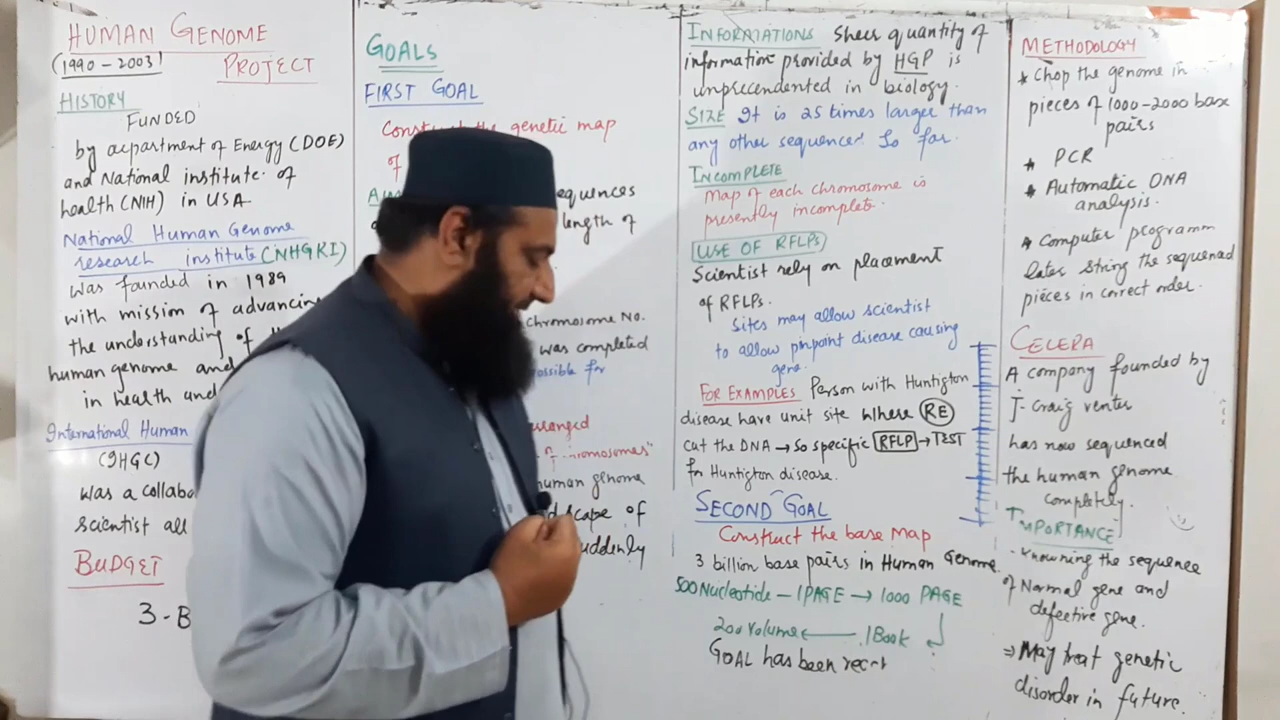 HUMAN GENOME
(1990-2003) PROJECT
HISTORY
FUNDED
by department of Energy (DOE)
and National institute of
health (NIH) in USA
National Human Genome
research institute (NHGRI)
was founded in 1989
with mission of advancin
the understanding of
human genome and
in health and
International Human
(IHGC)
was a collabo
scientist all
BUDGET
3-B
GOALS
FIRST GOAL
Construct the genetic map
of
equences
length of
chromosome No.
was completed
ossible for
rranged
human genome
dscape of
uddenly
INFORMATIONS Sheer quantity of
information provided by HGP is
unprecendented in biology.
SIZE It is 25 times larger than
any other sequenced So far.
INCOMPLETE
Map of each chromosome is
presently incomplete.
USE OF RFLPs
Scientist rely on placement
of RFLPs.
Sites may allow scientist
to allow pinpoint disease causing
gene.
FOR EXAMPLES Person with Huntigton
disease have unit site where RE
cut the DNA → So specific RFLP → TEST
for Huntigton disease.
SECOND GOAL
Construct the base Map
3 billion base pairs in Human Genome.
500 Nucleotide - 1 PAGE → 1000 PAGE
200 volume ← 1 Book
GOAL has been
METHODOLOGY
* Chop the genome in
pieces of 1000-2000 base
pairs
* PCR
* Automatic DNA
analysis.
* Computer programm
later string the sequenced
pieces in correct order.
CELERA
A company founded by
J- Craig venter
has now sequenced
the human genome
completely.
IMPORTANCE
- Knowning the sequence
of Normal gene and
defective gene.
⇒ May treat genetic
disorder in future.